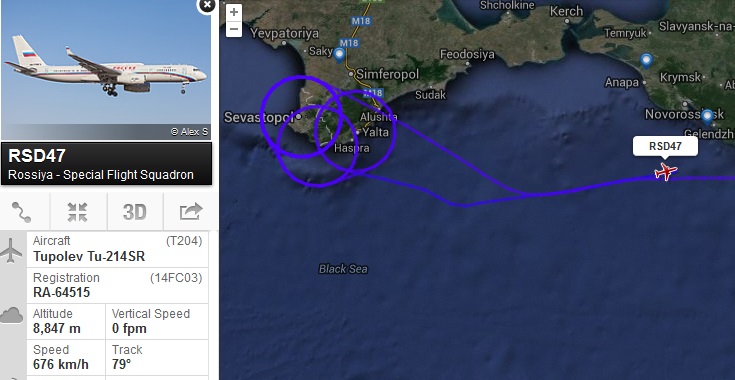 © Alex S
RSD47
Rossiya - Special Flight Squadron
3D
Aircraft (T204)
Tupolev Tu-214SR
Registration (14FC03)
RA-64515
Altitude Vertical Speed
8,847 m 0 fpm
Speed Track
676 km/h 79°
+
−
Sholkine
Kerch
Yevpatoriya
M18
Temryuk
Slavyansk-na-
Saky
M18
Feodosiya
Simferopol
Anapa
Krymsk
M18
Sudak
Sevastopol
Alushta
Novorossiysk
Yalta
Gelendzh
Haspra
RSD47
Black Sea